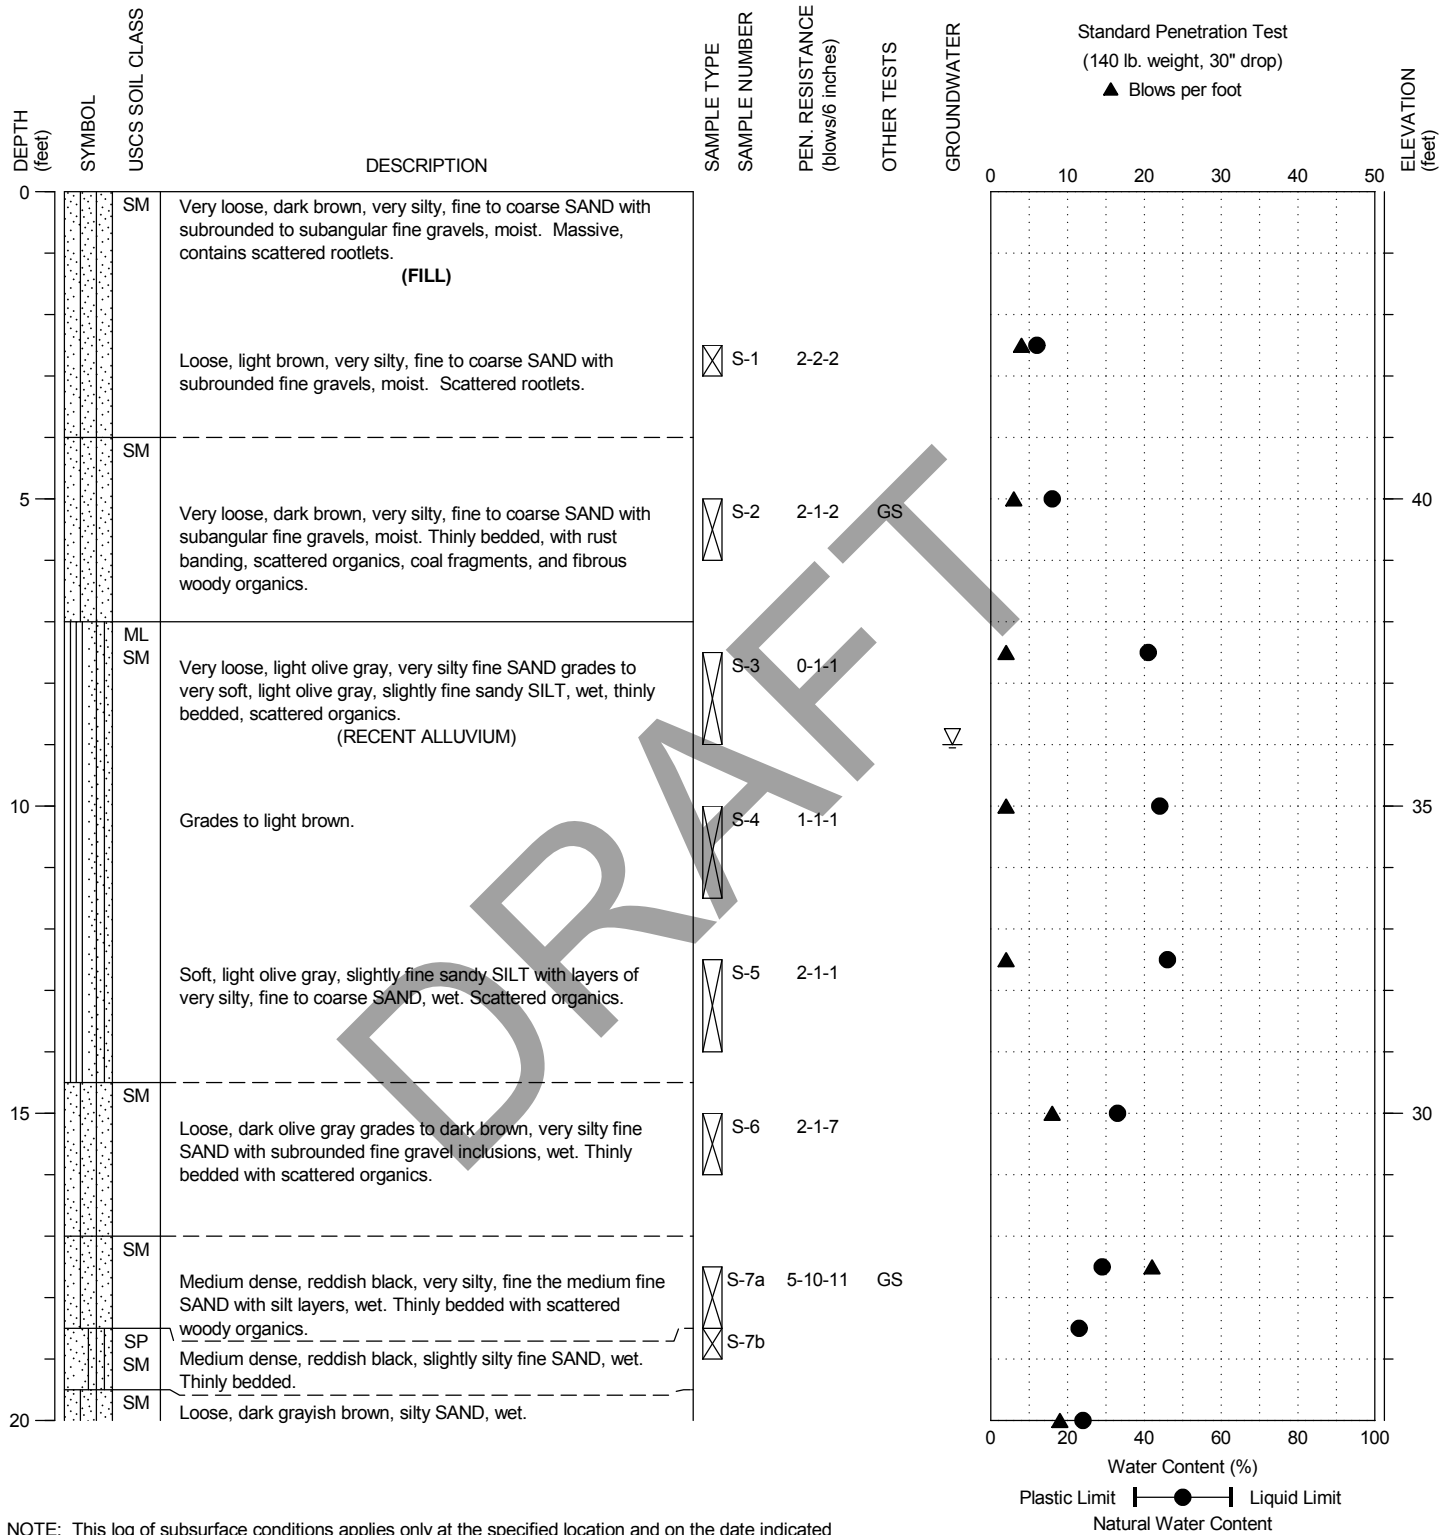 DEPTH
(feet)
SYMBOL
USCS SOIL CLASS
DESCRIPTION
SAMPLE TYPE
SAMPLE NUMBER
PEN. RESISTANCE
(blows/6 inches)
OTHER TESTS
GROUNDWATER
Standard Penetration Test
(140 lb. weight, 30" drop)
▲ Blows per foot
ELEVATION
(feet)
0 10 20 30 40 50
0
SM
Very loose, dark brown, very silty, fine to coarse SAND with
subrounded to subangular fine gravels, moist. Massive,
contains scattered rootlets.
(FILL)
Loose, light brown, very silty, fine to coarse SAND with
subrounded fine gravels, moist. Scattered rootlets.
S-1 2-2-2
SM
5
Very loose, dark brown, very silty, fine to coarse SAND with
subangular fine gravels, moist. Thinly bedded, with rust
banding, scattered organics, coal fragments, and fibrous
woody organics.
S-2 2-1-2 GS
40
ML
SM
Very loose, light olive gray, very silty fine SAND grades to
very soft, light olive gray, slightly fine sandy SILT, wet, thinly
bedded, scattered organics.
(RECENT ALLUVIUM)
S-3 0-1-1
10
Grades to light brown.
S-4 1-1-1
35
Soft, light olive gray, slightly fine sandy SILT with layers of
very silty, fine to coarse SAND, wet. Scattered organics.
S-5 2-1-1
SM
15
Loose, dark olive gray grades to dark brown, very silty fine
SAND with subrounded fine gravel inclusions, wet. Thinly
bedded with scattered organics.
S-6 2-1-7
30
SM
Medium dense, reddish black, very silty, fine the medium fine
SAND with silt layers, wet. Thinly bedded with scattered
woody organics.
S-7a 5-10-11 GS
SP
SM
Medium dense, reddish black, slightly silty fine SAND, wet.
Thinly bedded.
S-7b
SM
Loose, dark grayish brown, silty SAND, wet.
20
DRAFT
0 20 40 60 80 100
Water Content (%)
Plastic Limit Liquid Limit
Natural Water Content
NOTE: This log of subsurface conditions applies only at the specified location and on the date indicated